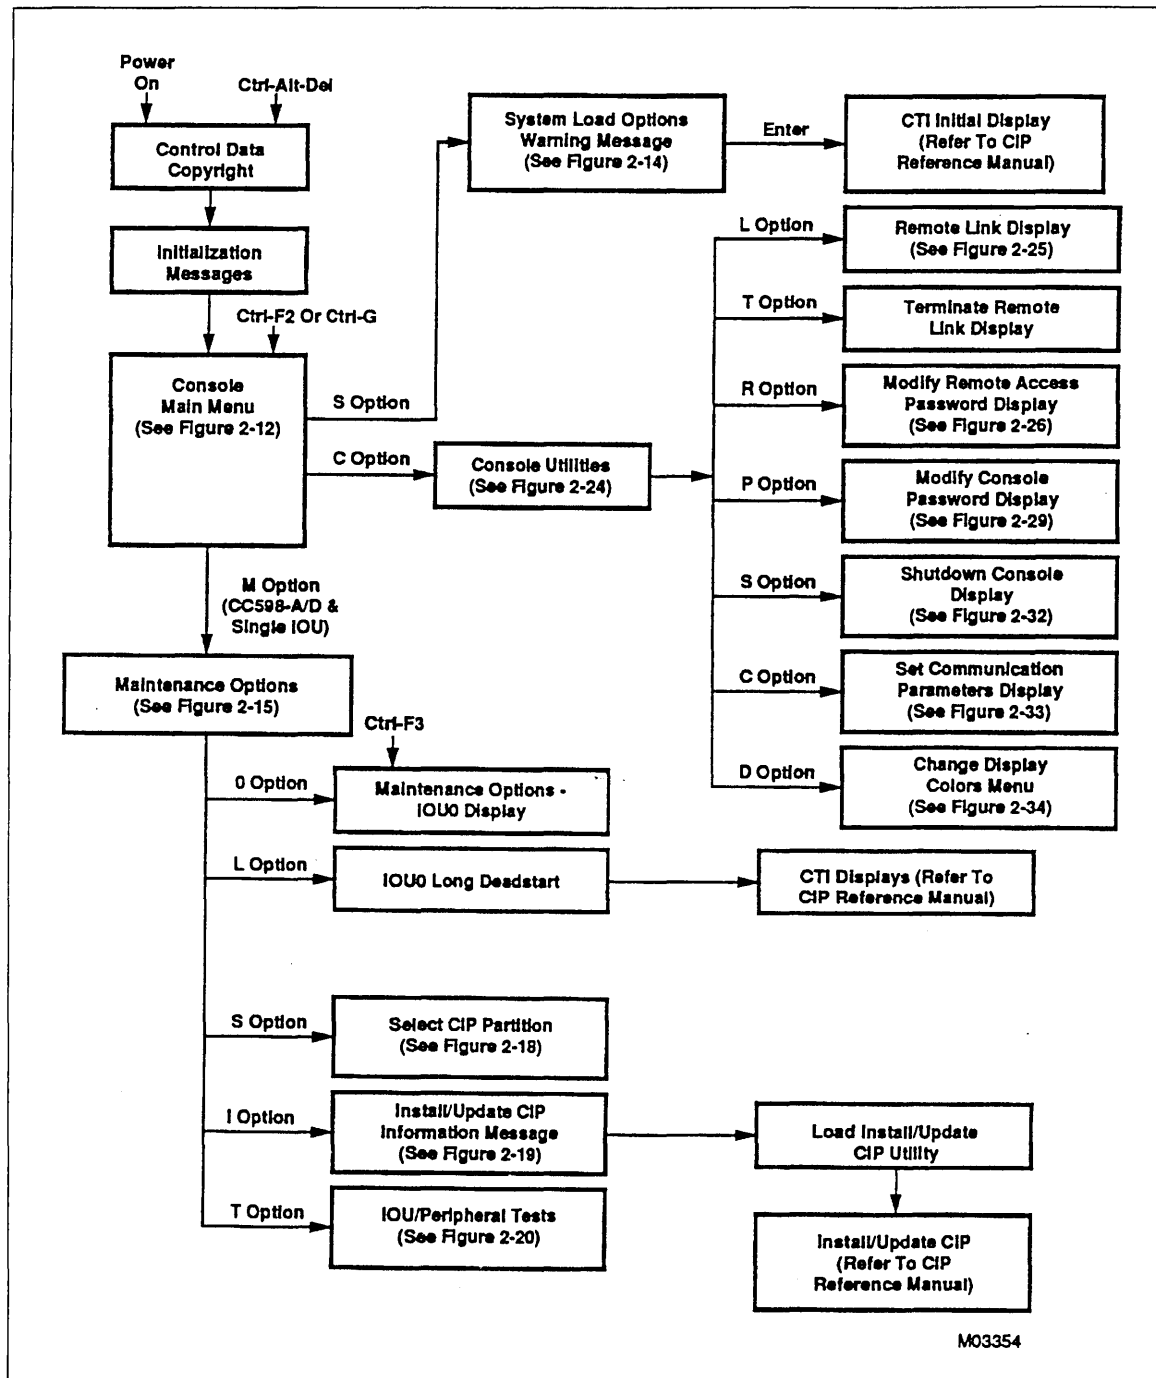 Power
On
Ctrl-Alt-Del
Control Data
Copyright
Initialization
Messages
Ctrl-F2 Or Ctrl-G
Console
Main Menu
(See Figure 2-12)
S Option
System Load Options
Warning Message
(See Figure 2-14)
Enter
CTI Initial Display
(Refer To CIP
Reference Manual)
C Option
Console Utilities
(See Figure 2-24)
L Option
Remote Link Display
(See Figure 2-25)
T Option
Terminate Remote
Link Display
R Option
Modify Remote Access
Password Display
(See Figure 2-26)
P Option
Modify Console
Password Display
(See Figure 2-29)
S Option
Shutdown Console
Display
(See Figure 2-32)
C Option
Set Communication
Parameters Display
(See Figure 2-33)
D Option
Change Display
Colors Menu
(See Figure 2-34)
M Option
(CC598-A/D &
Single IOU)
Maintenance Options
(See Figure 2-15)
Ctrl-F3
0 Option
Maintenance Options -
IOU0 Display
L Option
IOU0 Long Deadstart
CTI Displays (Refer To
CIP Reference Manual)
S Option
Select CIP Partition
(See Figure 2-18)
I Option
Install/Update CIP
Information Message
(See Figure 2-19)
Load Install/Update
CIP Utility
T Option
IOU/Peripheral Tests
(See Figure 2-20)
Install/Update CIP
(Refer To CIP
Reference Manual)
M03354